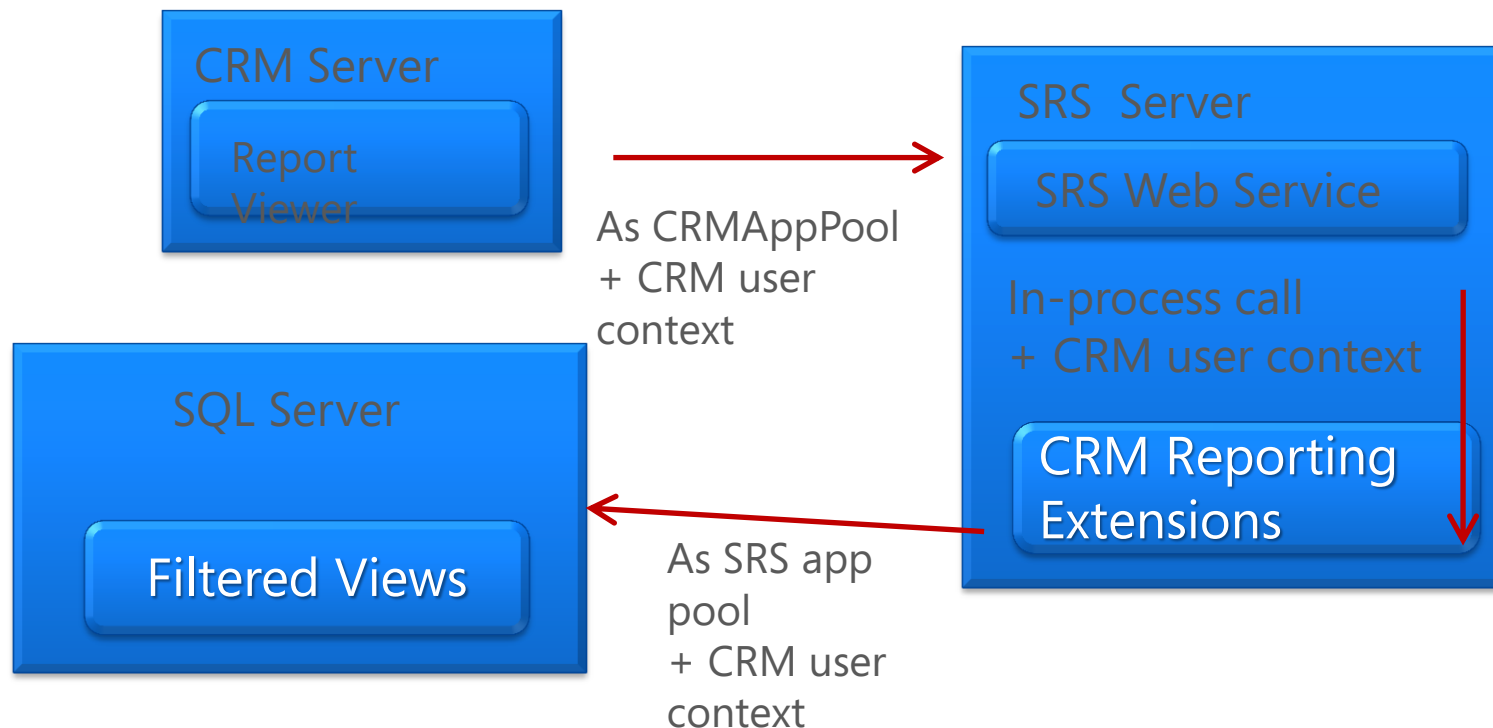 CRM Server
Report
Viewer
As CRMAppPool
+ CRM user
context
SRS  Server
SRS Web Service
In-process call
+ CRM user context
CRM Reporting
Extensions
SQL Server
Filtered Views
As SRS app
pool
+ CRM user
context